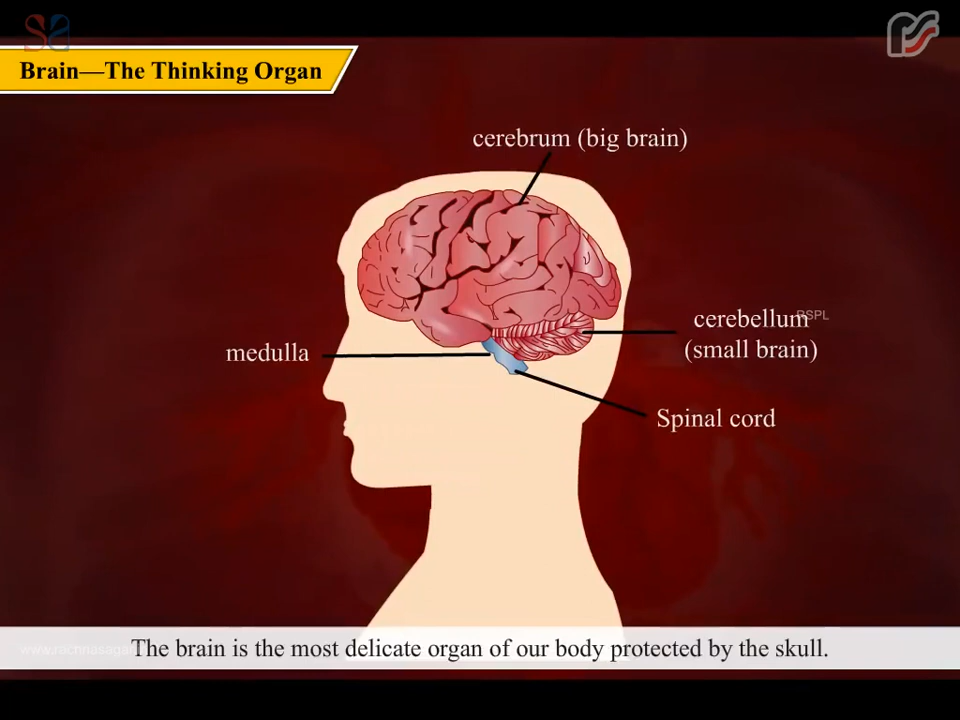 Brain—The Thinking Organ
cerebrum (big brain)
RSPL
cerebellum
(small brain)
medulla
Spinal cord
The brain is the most delicate organ of our body protected by the skull.